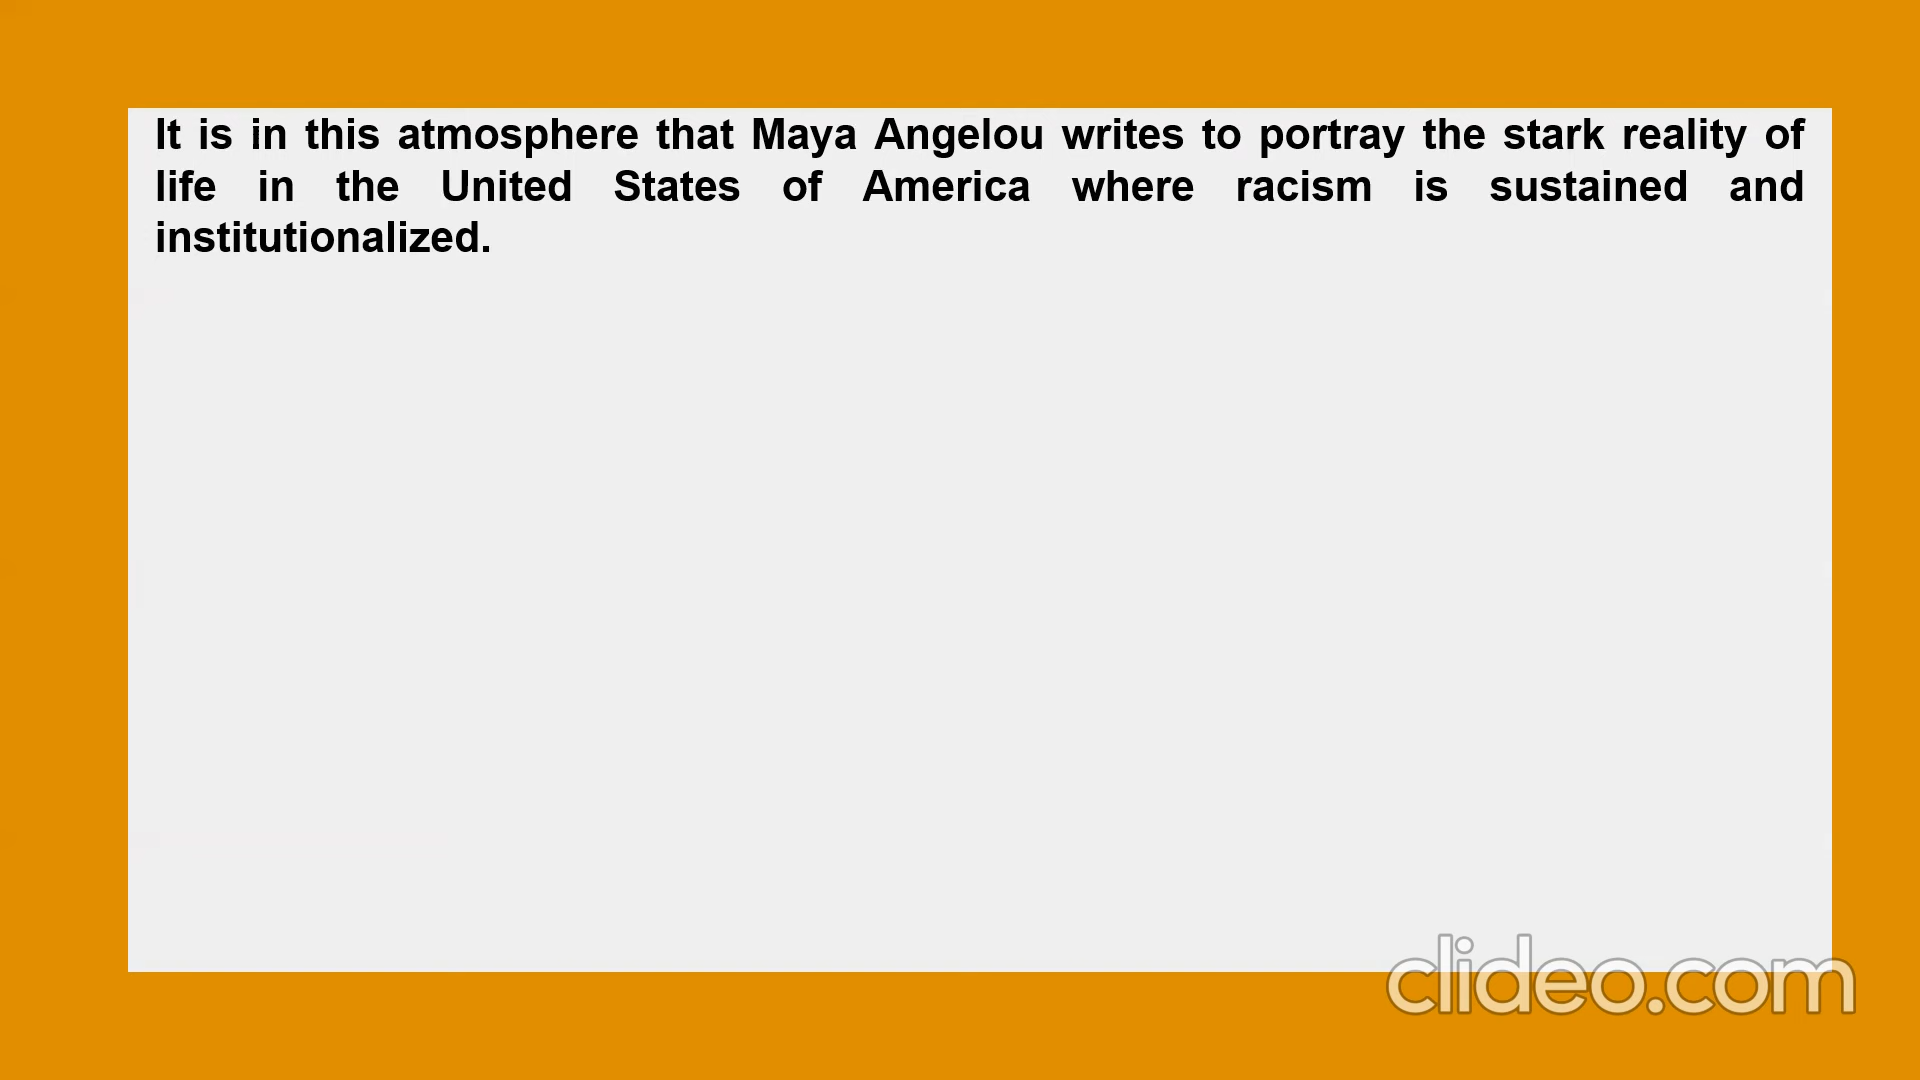 It is in this atmosphere that Maya Angelou writes to portray the stark reality of
life in the United States of America where racism is sustained and
institutionalized.
clideo.com